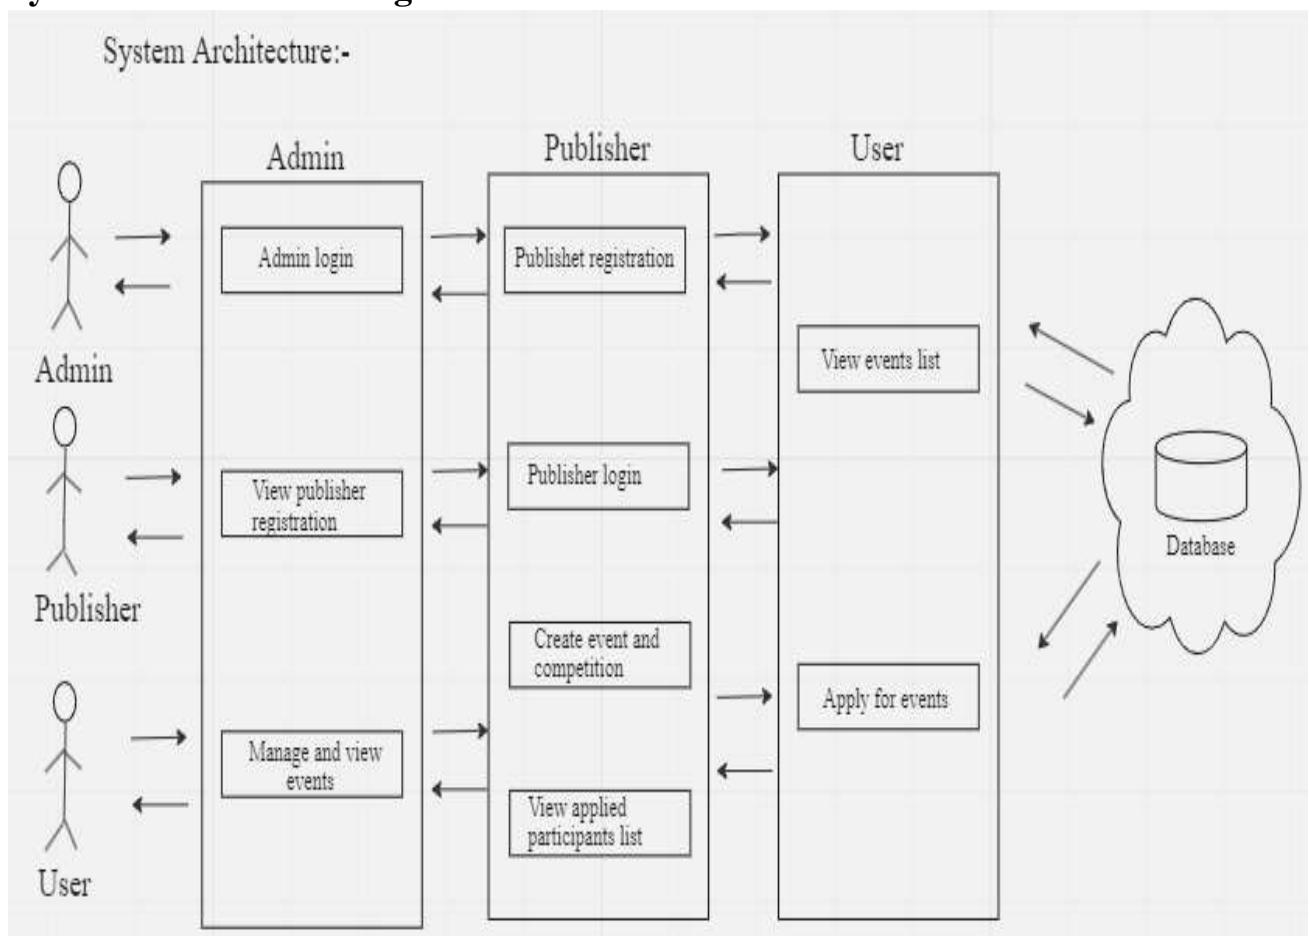 System Architecture:-
Admin
Publisher
User
Admin login
Publishet registration
View events list
Admin
Publisher login
View publisher
registration
Database
Publisher
Create event and
competition
Apply for events
Manage and view
events
View applied
participants list
User